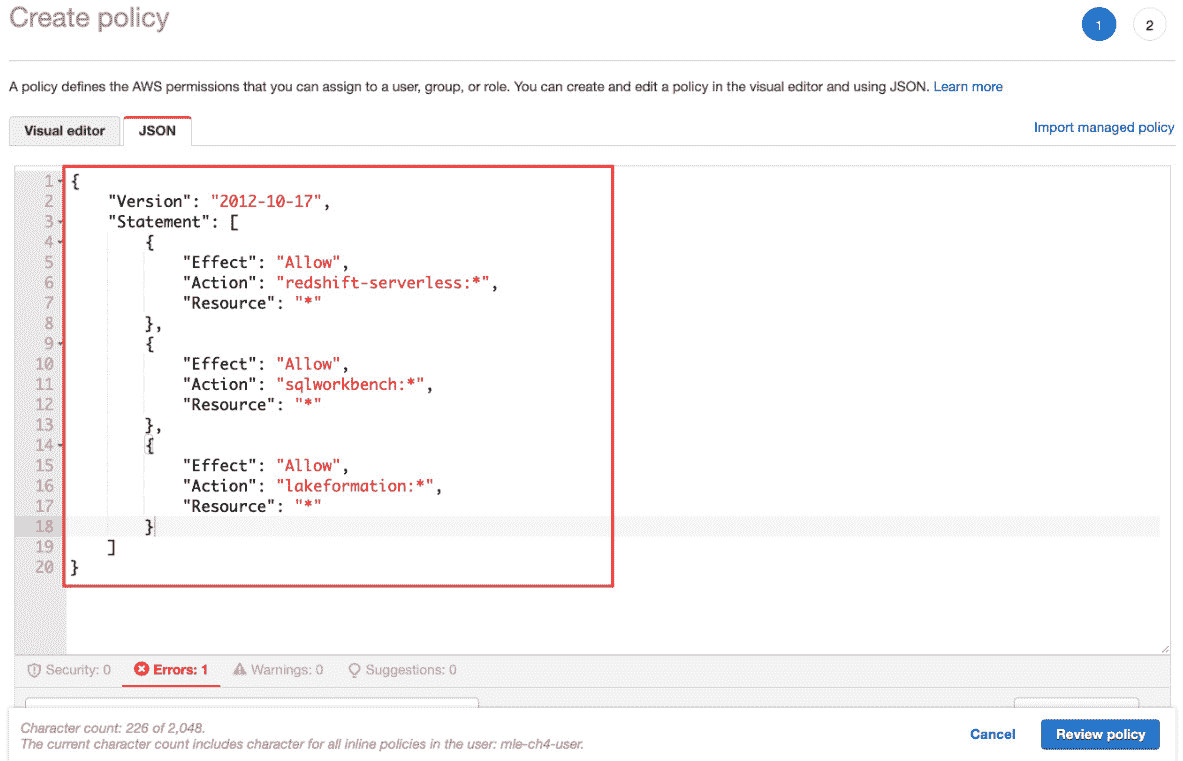 Create policy
1
2
A policy defines the AWS permissions that you can assign to a user, group, or role. You can create and edit a policy in the visual editor and using JSON. Learn more
Visual editor
JSON
Import managed policy
1 {
2 "Version": "2012-10-17",
3 "Statement": [
4 {
5 "Effect": "Allow",
6 "Action": "redshift-serverless:*",
7 "Resource": "*"
8 },
9 {
10 "Effect": "Allow",
11 "Action": "sqlworkbench:*",
12 "Resource": "*"
13 },
14 {
15 "Effect": "Allow",
16 "Action": "lakeformation:*",
17 "Resource": "*"
18 }
19 ]
20 }
Security: 0
Errors: 1
Warnings: 0
Suggestions: 0
Character count: 226 of 2,048.
The current character count includes character for all inline policies in the user: mle-ch4-user.
Cancel
Review policy